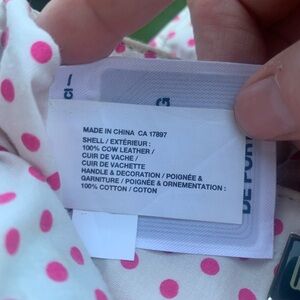 MADE IN CHINA CA 17897
SHELL / EXTÉRIEUR :
100% COW LEATHER /
CUIR DE VACHE /
CUIR DE VACHETTE
HANDLE & DECORATION / POIGNÉE &
GARNITURE / POIGNÉE & ORNEMENTATION :
100% COTTON / COTON